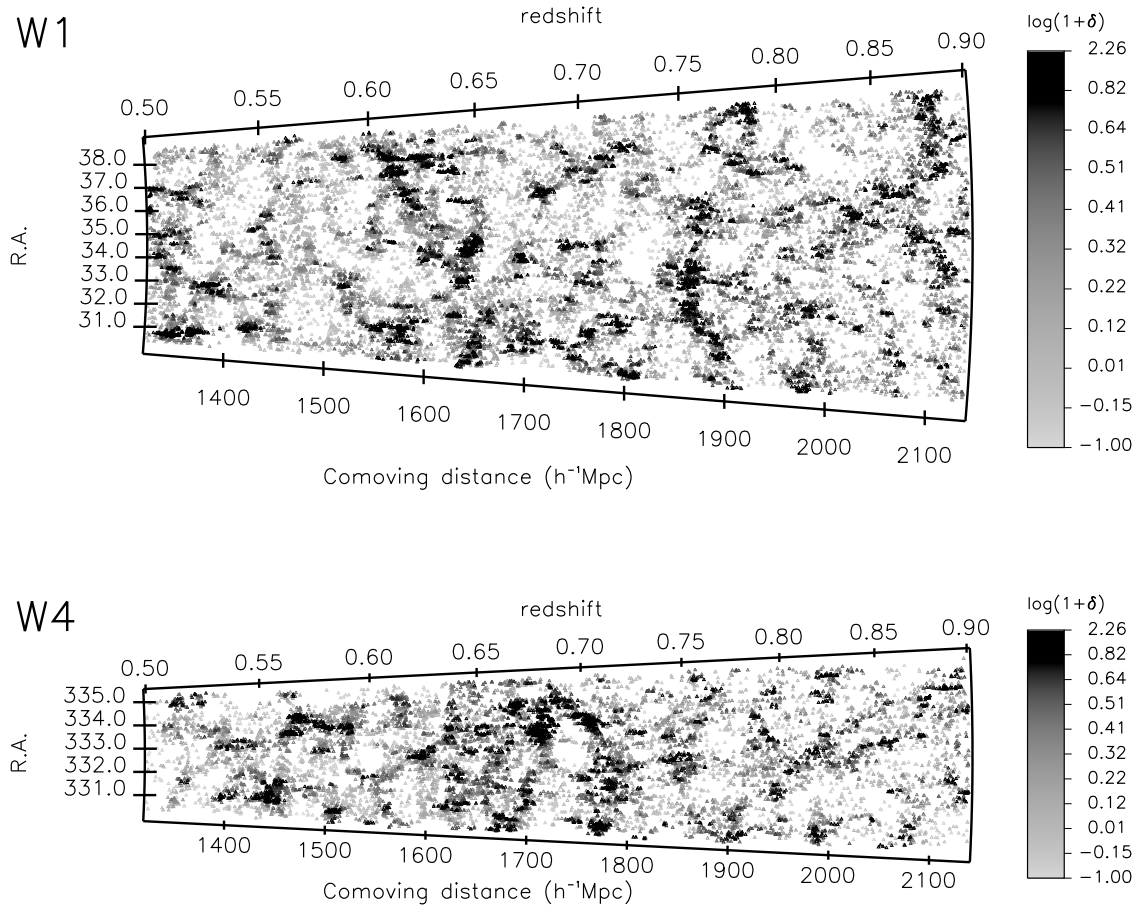 W1
redshift
0.50 0.55 0.60 0.65 0.70 0.75 0.80 0.85 0.90
R.A.
38.0
37.0
36.0
35.0
34.0
33.0
32.0
31.0
1400 1500 1600 1700 1800 1900 2000 2100
Comoving distance (h⁻¹Mpc)
log(1+δ)
2.26
0.82
0.64
0.51
0.41
0.32
0.22
0.12
0.01
−0.15
−1.00
W4
redshift
0.50 0.55 0.60 0.65 0.70 0.75 0.80 0.85 0.90
R.A.
335.0
334.0
333.0
332.0
331.0
1400 1500 1600 1700 1800 1900 2000 2100
Comoving distance (h⁻¹Mpc)
log(1+δ)
2.26
0.82
0.64
0.51
0.41
0.32
0.22
0.12
0.01
−0.15
−1.00